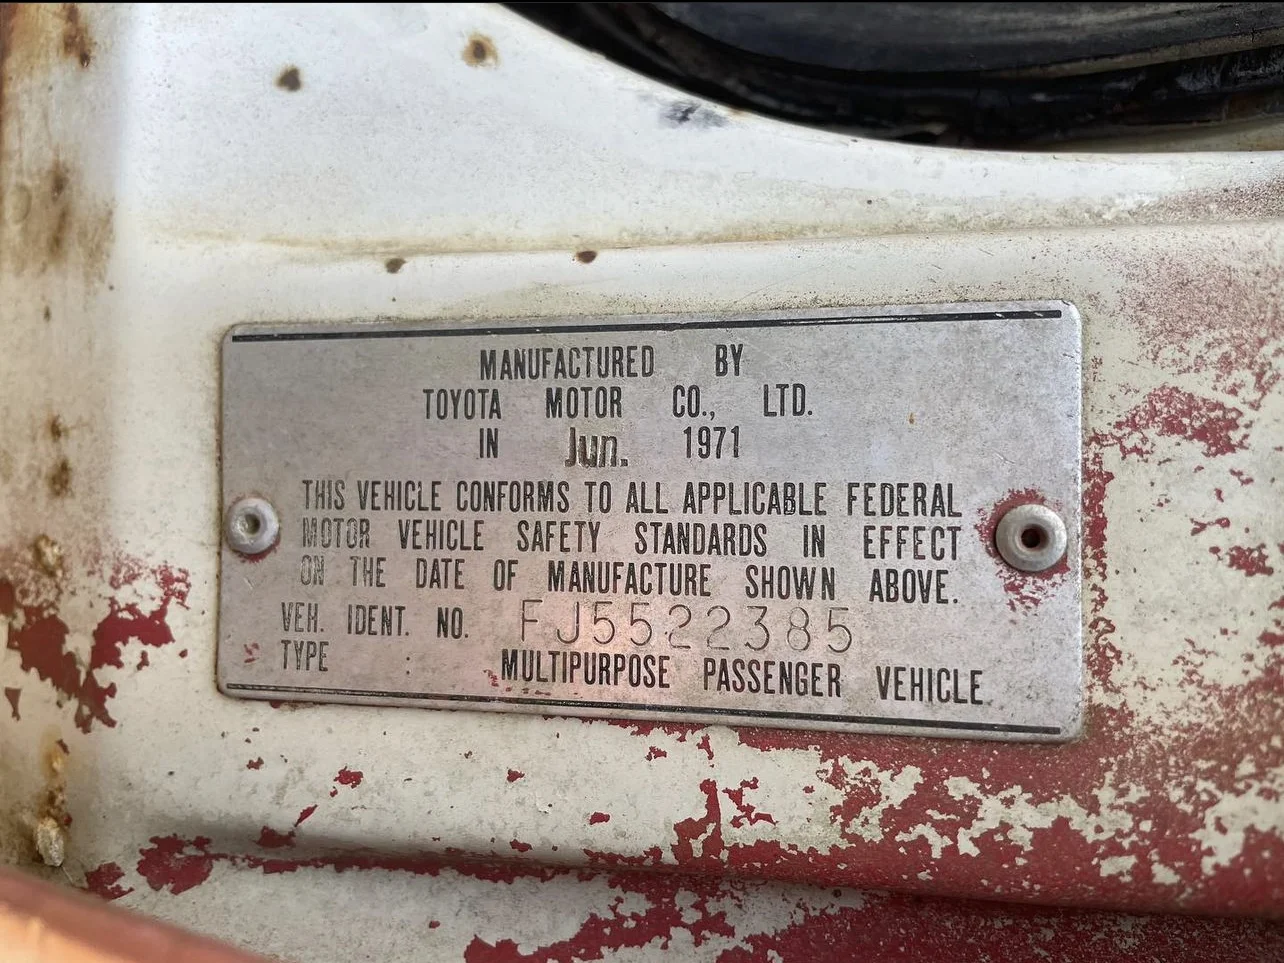 MANUFACTURED BY
TOYOTA MOTOR CO., LTD.
IN Jun. 1971
THIS VEHICLE CONFORMS TO ALL APPLICABLE FEDERAL
MOTOR VEHICLE SAFETY STANDARDS IN EFFECT
ON THE DATE OF MANUFACTURE SHOWN ABOVE.
VEH. IDENT. NO. FJ5522385
TYPE : MULTIPURPOSE PASSENGER VEHICLE